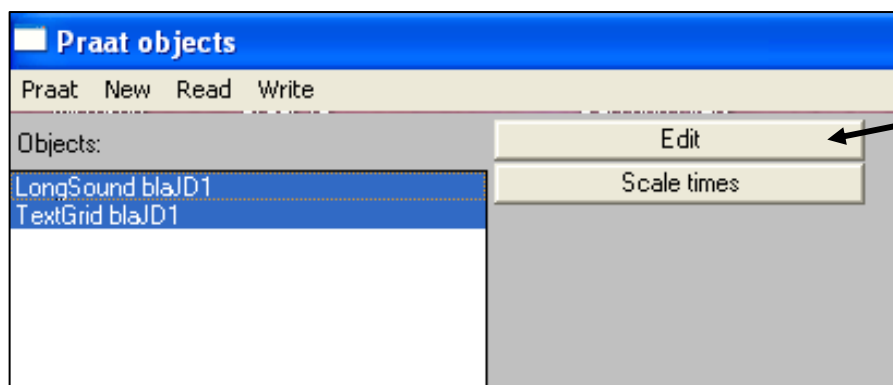 Praat objects
Praat New Read Write
Objects:
Edit
Scale times
LongSound blaJD1
TextGrid blaJD1